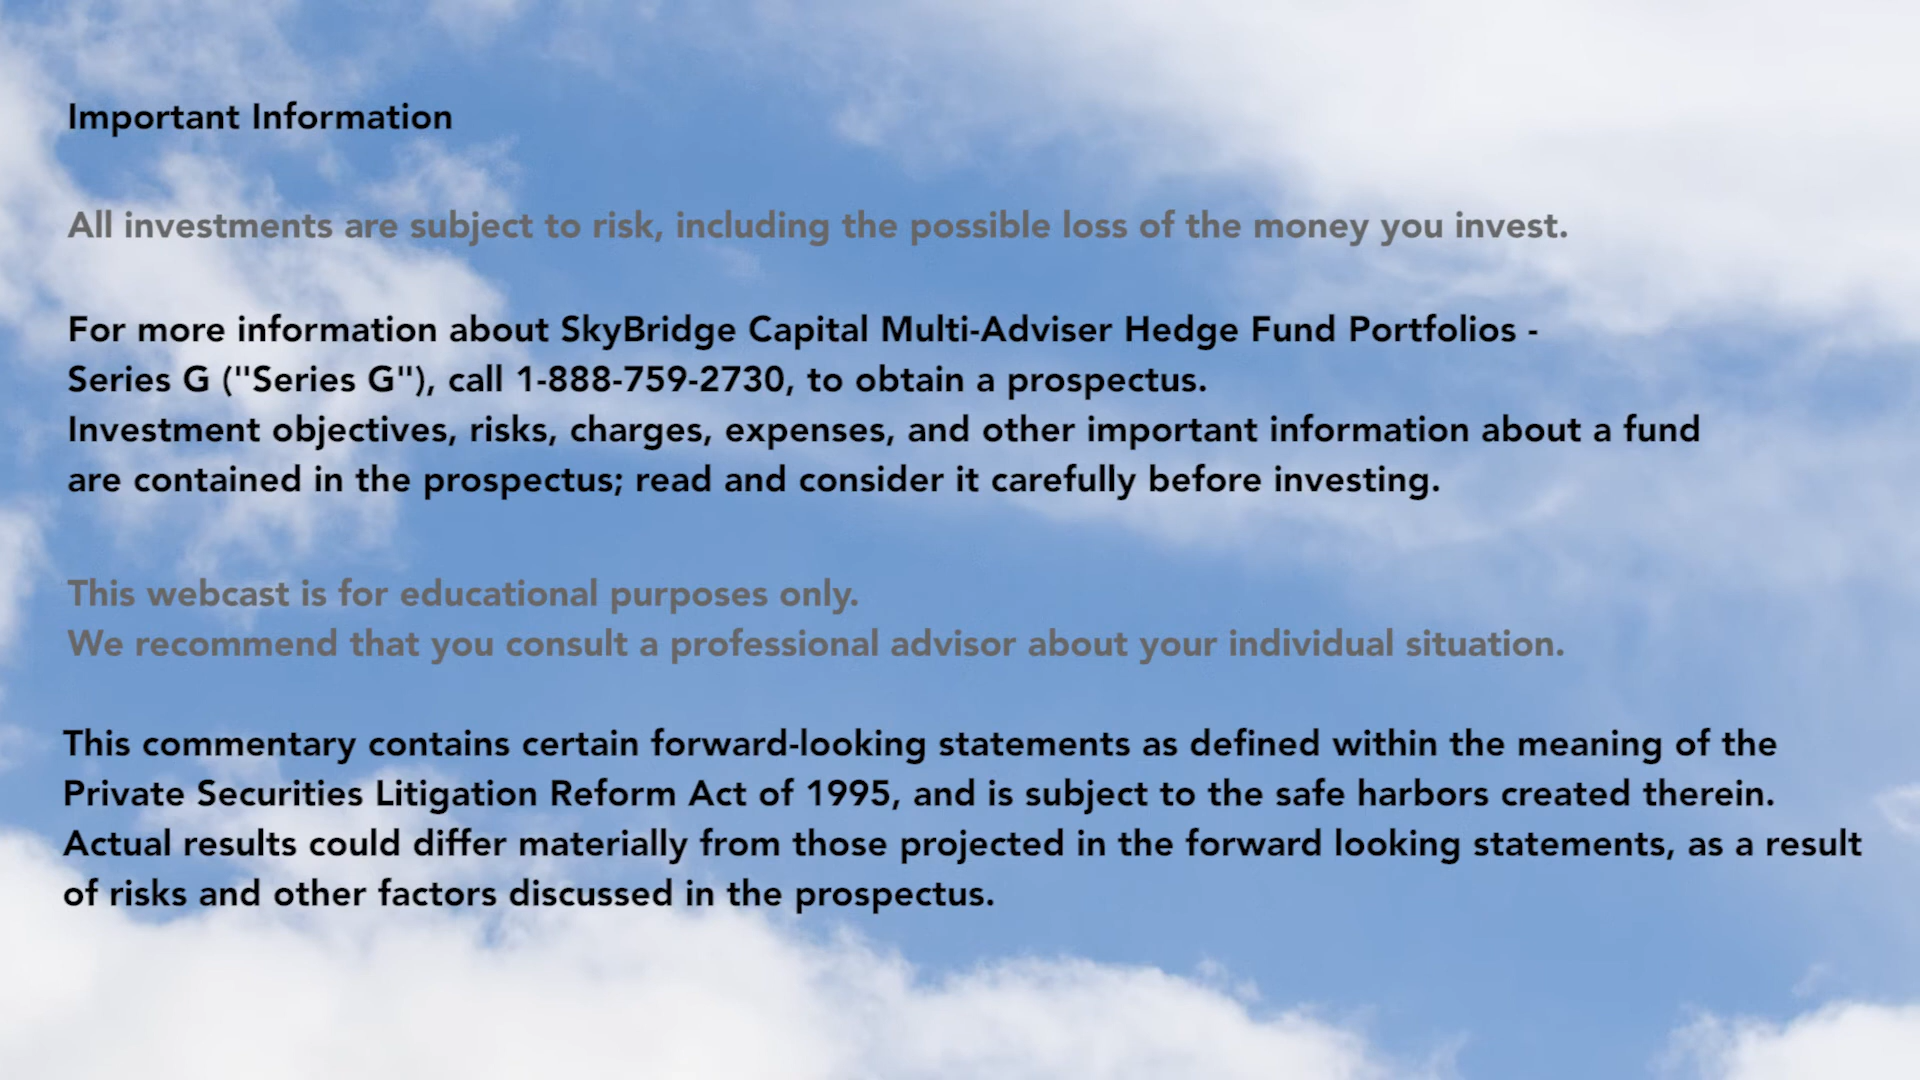 Important Information
All investments are subject to risk, including the possible loss of the money you invest.
For more information about SkyBridge Capital Multi-Adviser Hedge Fund Portfolios -
Series G ("Series G"), call 1-888-759-2730, to obtain a prospectus.
Investment objectives, risks, charges, expenses, and other important information about a fund
are contained in the prospectus; read and consider it carefully before investing.
This webcast is for educational purposes only.
We recommend that you consult a professional advisor about your individual situation.
This commentary contains certain forward-looking statements as defined within the meaning of the
Private Securities Litigation Reform Act of 1995, and is subject to the safe harbors created therein.
Actual results could differ materially from those projected in the forward looking statements, as a result
of risks and other factors discussed in the prospectus.